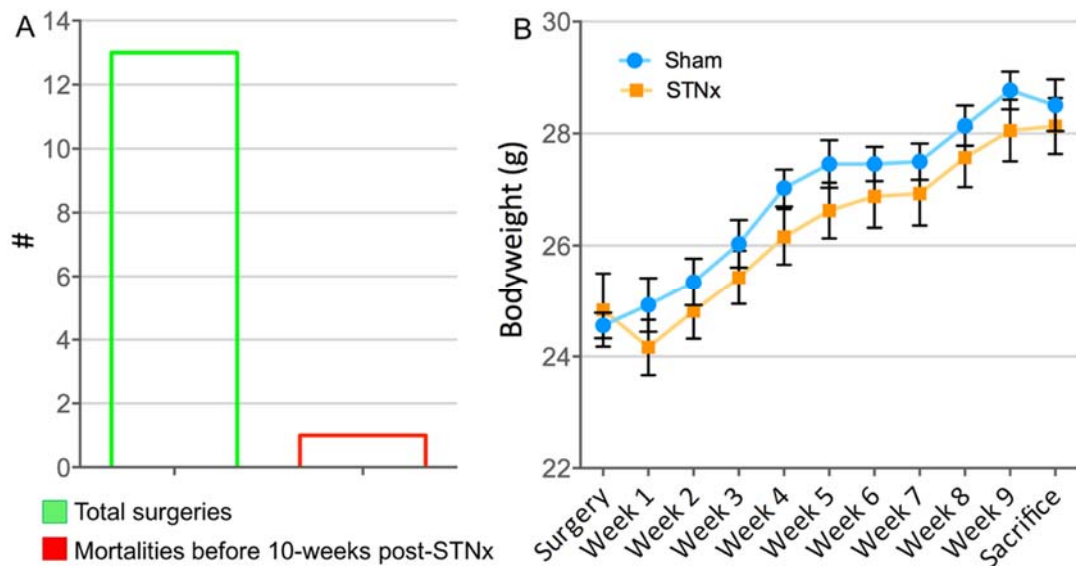 A
#
14
12
10
8
6
4
2
0
Total surgeries
Mortalities before 10-weeks post-STNx
B
Bodyweight (g)
30
28
26
24
22
Sham
STNx
Surgery
Week 1
Week 2
Week 3
Week 4
Week 5
Week 6
Week 7
Week 8
Week 9
Sacrifice